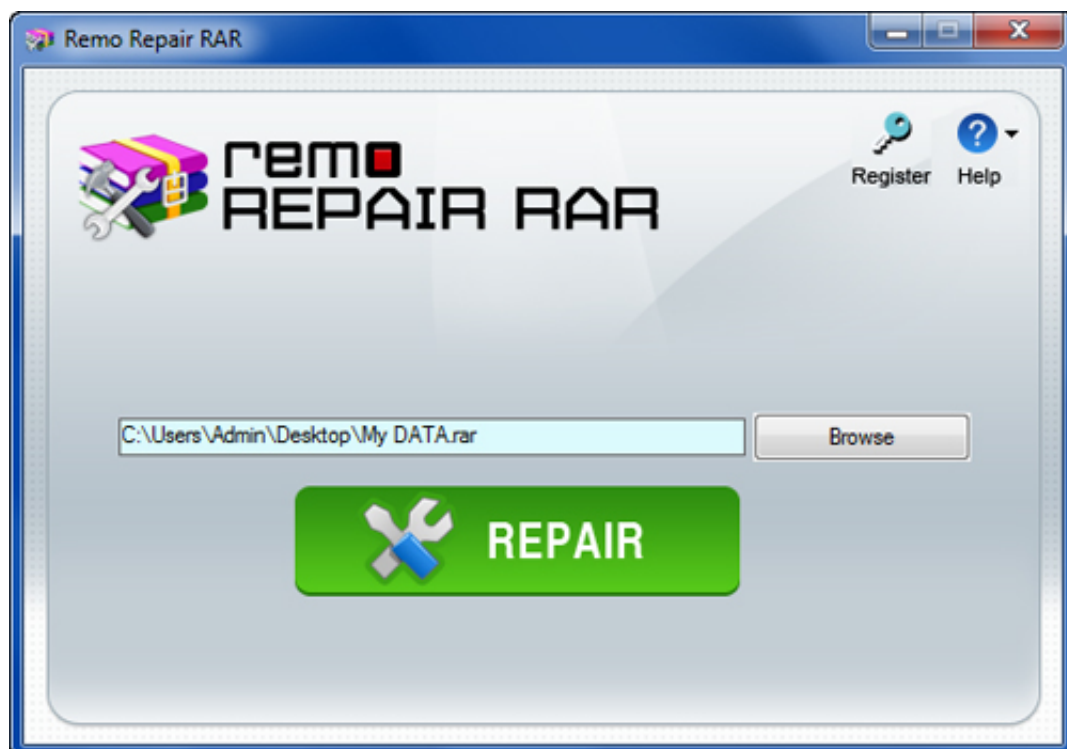 Remo Repair RAR
remo
REPAIR RAR
Register
Help
C:\Users\Admin\Desktop\My DATA.rar
Browse
REPAIR